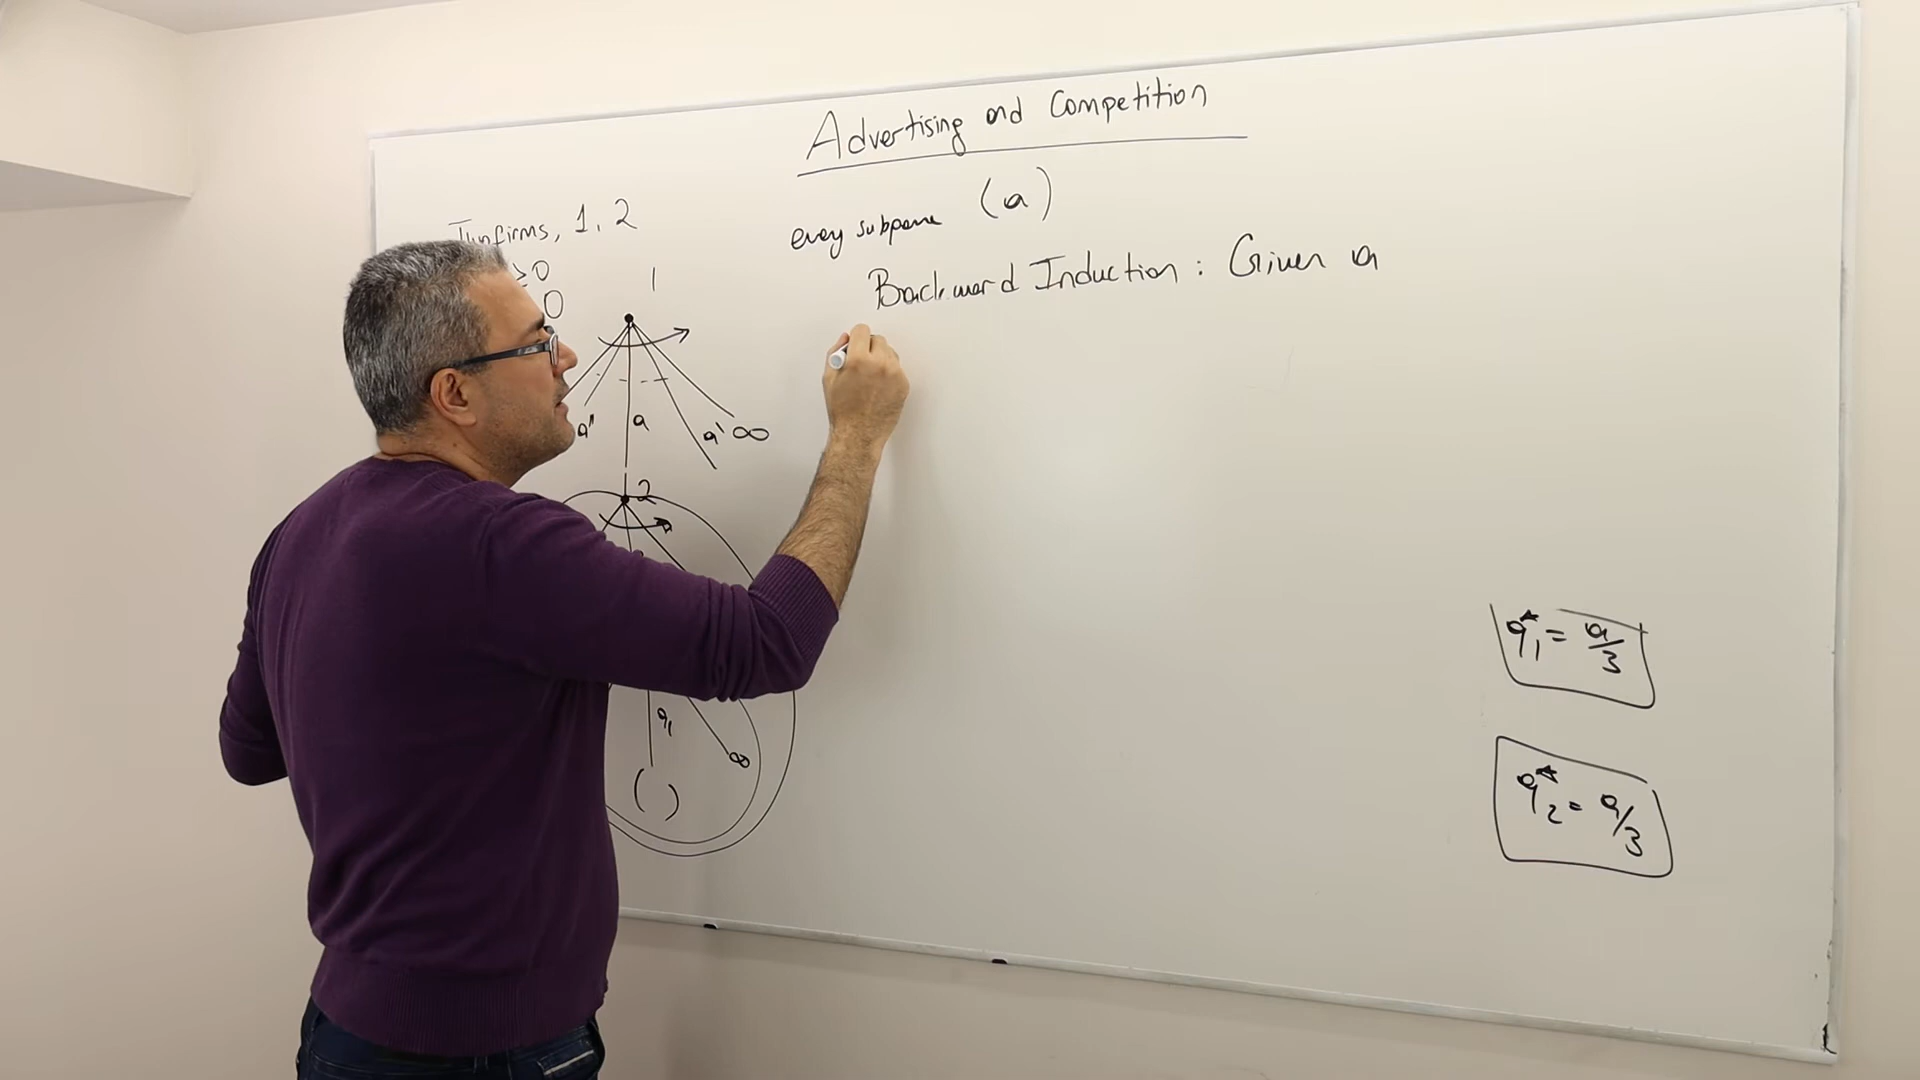 Advertising and Competition
(a)
Two firms, 1, 2
every subgame
≥0
1
Backward Induction : Given a
0
a" a a' ∞
2
q₁* = a/3
q₁ ∞
( )
q₂* = a/3